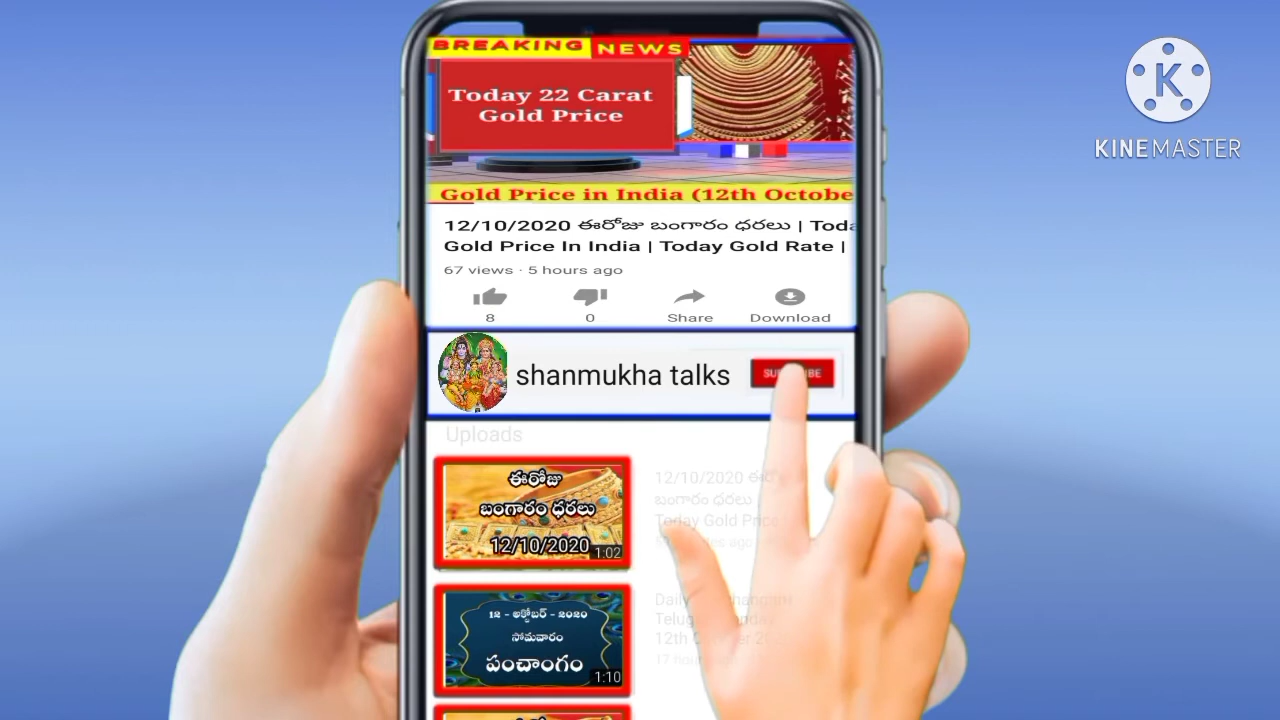 BREAKING NEWS
Today 22 Carat
Gold Price
Gold Price in India (12th Octobe
12/10/2020 ఈరోజు బంగారం ధరలు | Toda
Gold Price In India | Today Gold Rate |
67 views · 5 hours ago
8
0
Share
Download
shanmukha talks
Uploads
ఈరోజు
బంగారం ధరలు
12/10/2020
1:02
12/10/2020
బంగారం ధరలు
Today Gold Price
12 - అక్టోబర్ - 2020
సోమవారం
పంచాంగం
1:10
Daily
12th
K
KINEMASTER